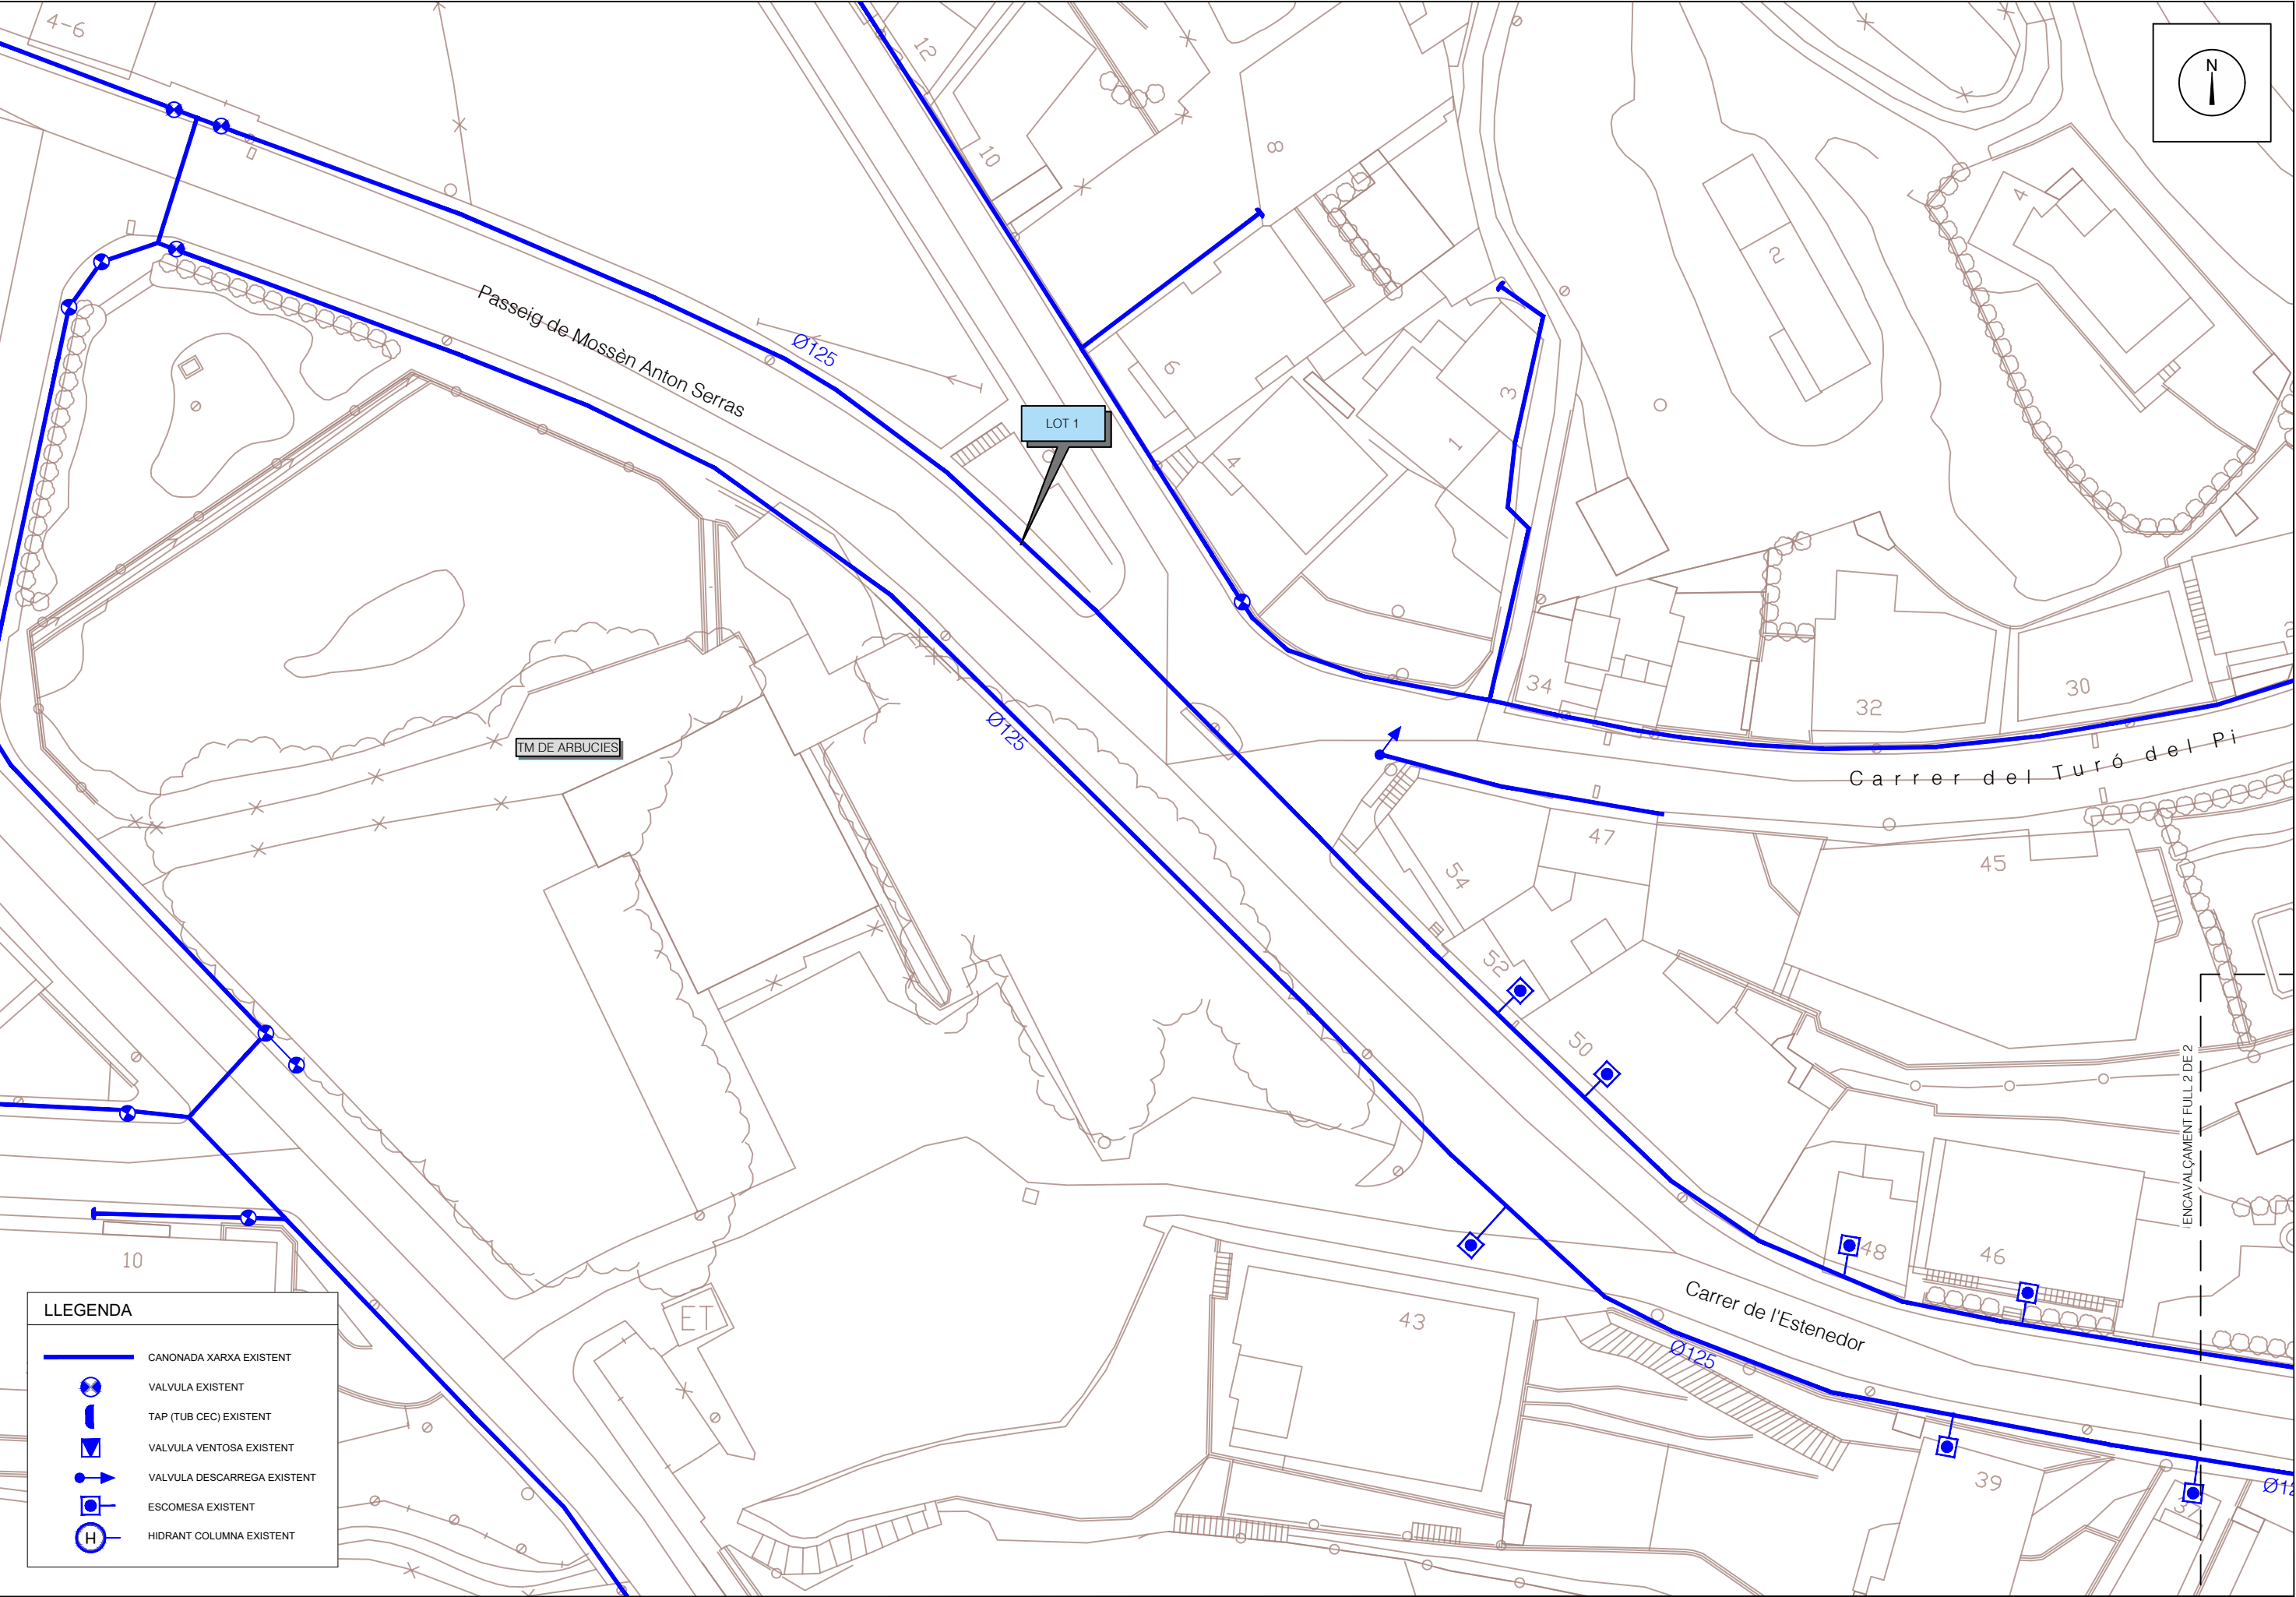 4-6
12
N
10
8
4
2
Passeig de Mossèn Anton Serras
Ø125
6
3
LOT 1
1
4
34
32
30
TM DE ARBUCIES
Ø125
Carrer del Turó del Pi
47
45
54
52
50
ENCAVALÇAMENT FULL 2 DE 2
48
46
10
ET
43
Carrer de l'Estenedor
Ø125
39
37
Ø12
LLEGENDA
CANONADA XARXA EXISTENT
VALVULA EXISTENT
TAP (TUB CEC) EXISTENT
VALVULA VENTOSA EXISTENT
VALVULA DESCARREGA EXISTENT
ESCOMESA EXISTENT
H HIDRANT COLUMNA EXISTENT